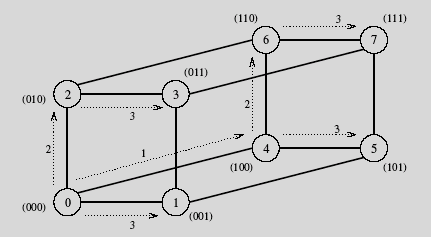 (110) 3 (111)
6 7
(011)
2 3
(010) 3 2
2 1 3
4 5
(100) (101)
0 1
(000) 3 (001)